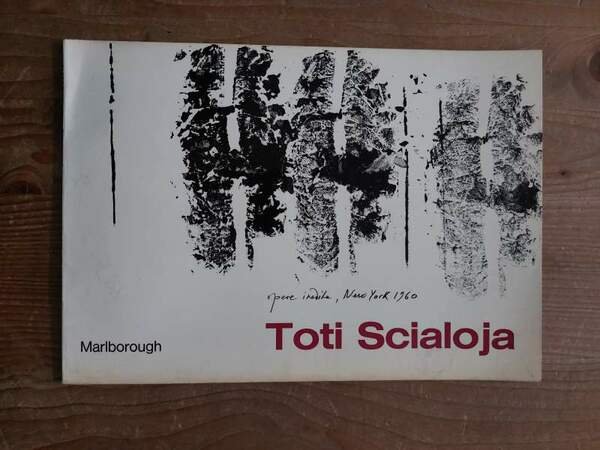 opere inedite, New York 1960
Toti Scialoja
Marlborough